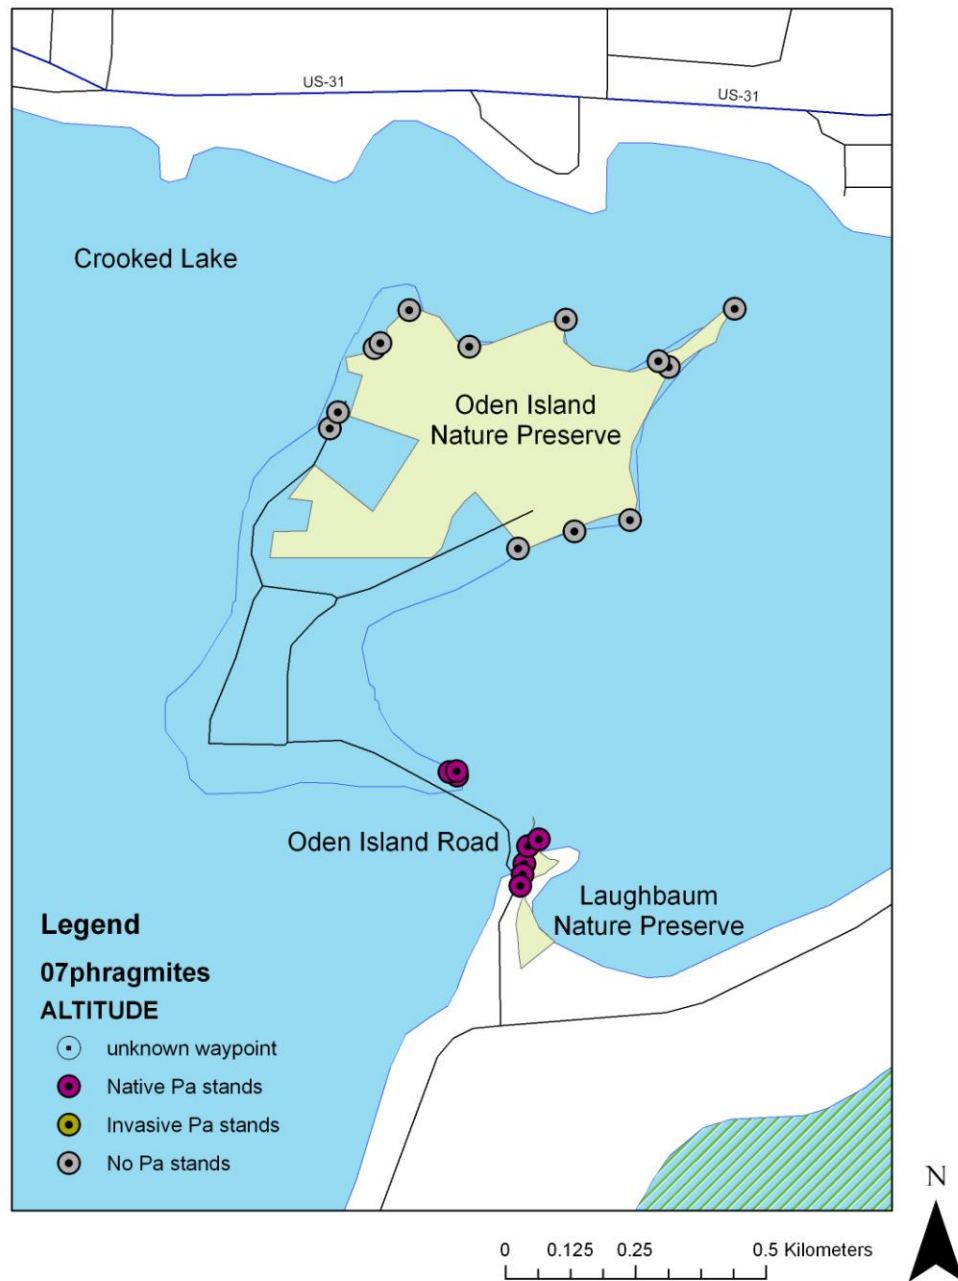 US-31
US-31
Crooked Lake
Oden Island
Nature Preserve
Oden Island Road
Laughbaum
Nature Preserve
Legend
07phragmites
ALTITUDE
unknown waypoint
Native Pa stands
Invasive Pa stands
No Pa stands
N
0 0.125 0.25 0.5 Kilometers